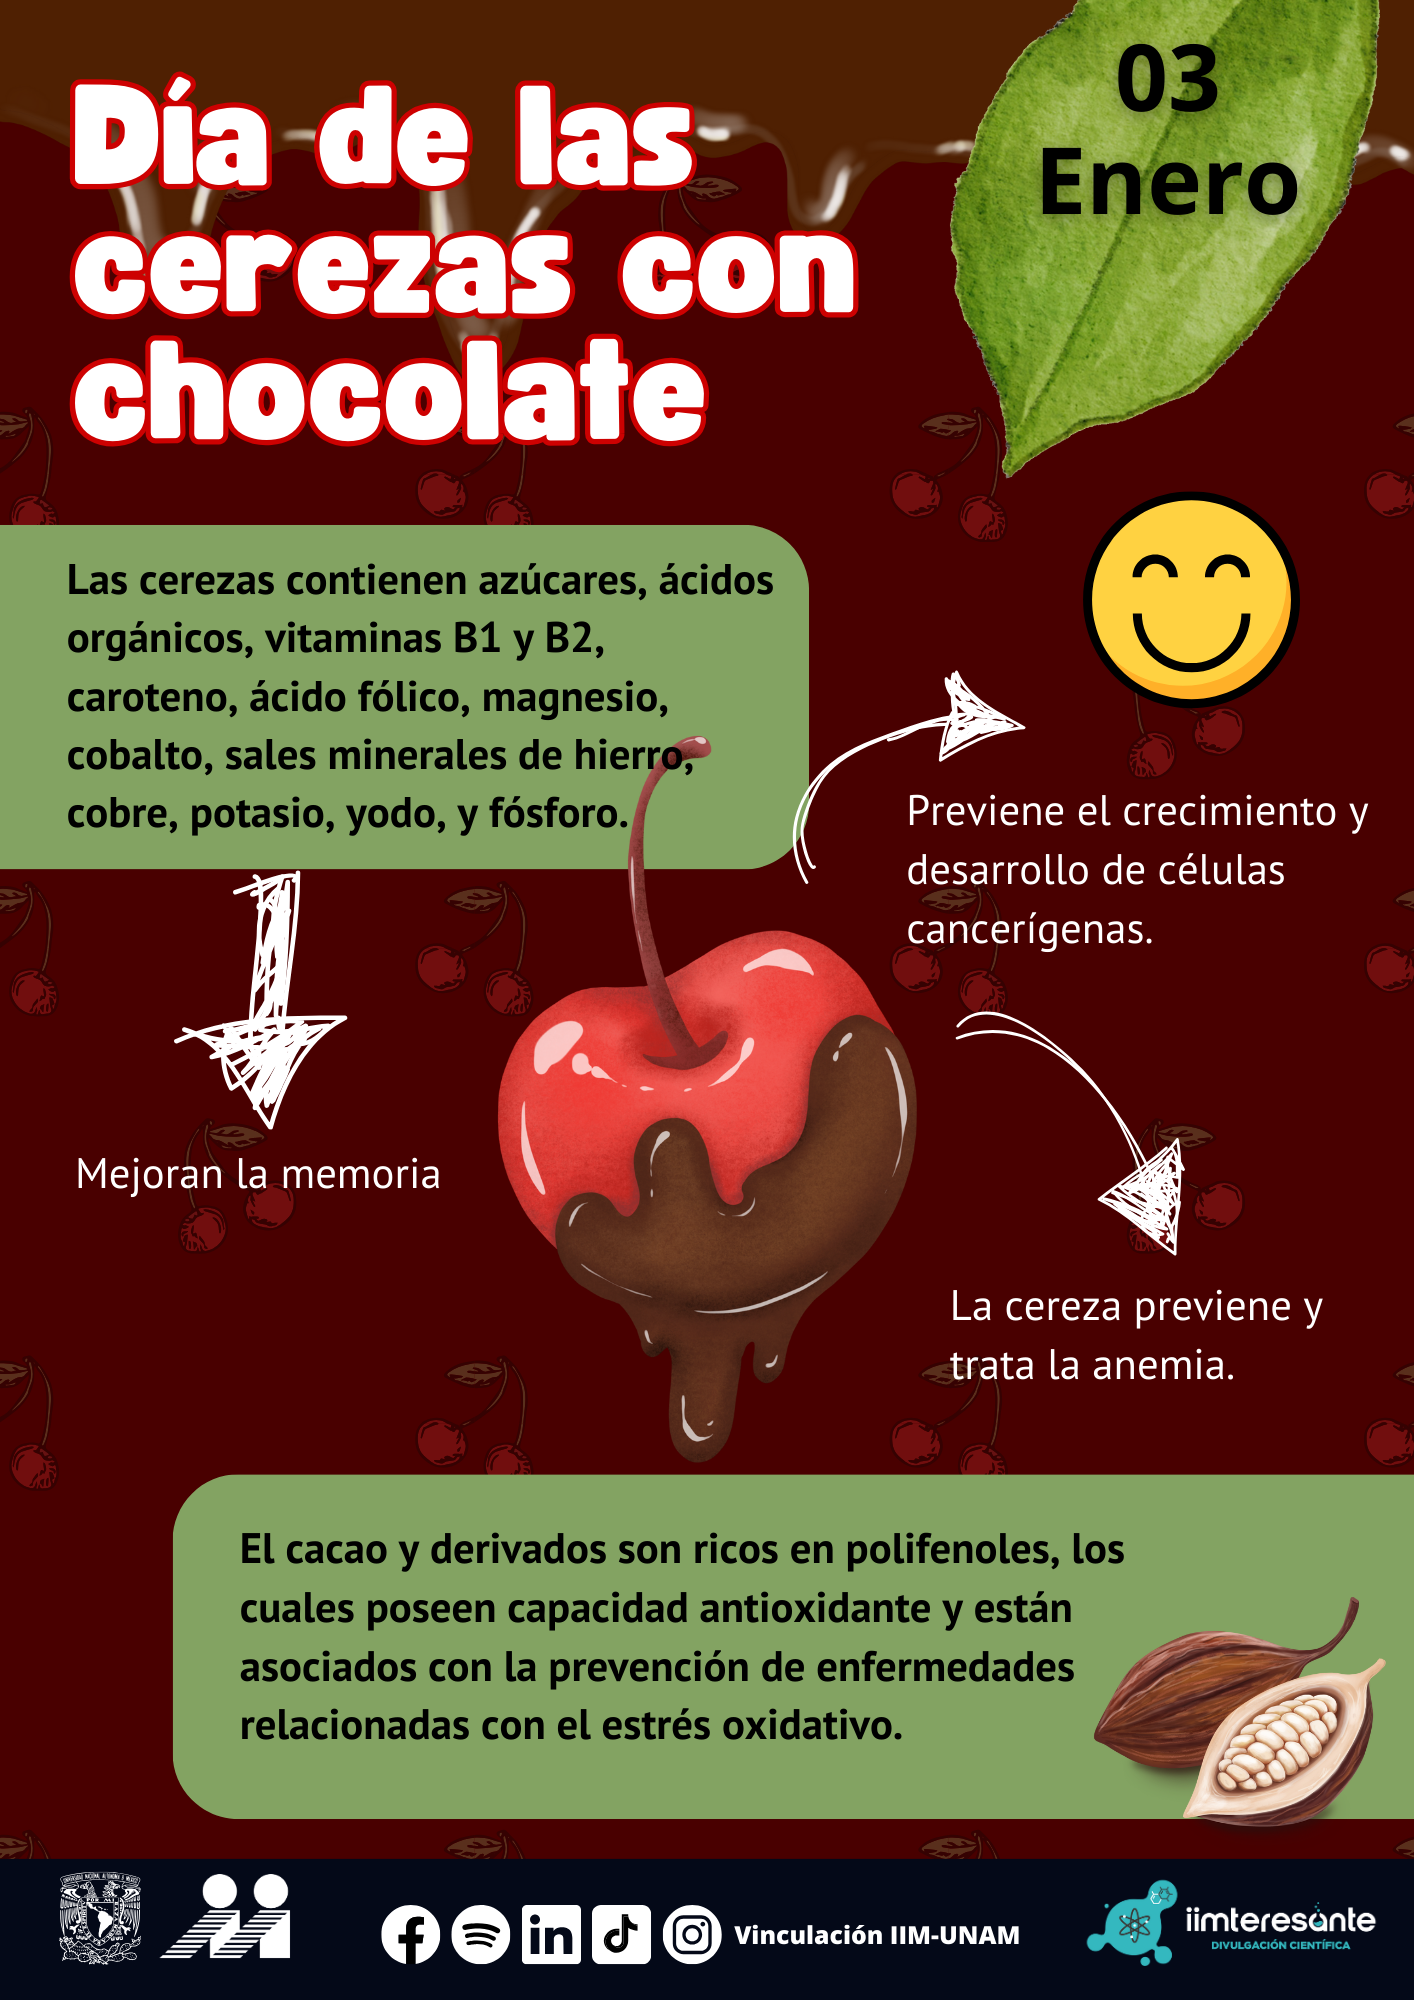 Día de las
cerezas con
chocolate
03
Enero
Las cerezas contienen azúcares, ácidos
orgánicos, vitaminas B1 y B2,
caroteno, ácido fólico, magnesio,
cobalto, sales minerales de hierro,
cobre, potasio, yodo, y fósforo.
Previene el crecimiento y
desarrollo de células
cancerígenas.
Mejoran la memoria
La cereza previene y
trata la anemia.
El cacao y derivados son ricos en polifenoles, los
cuales poseen capacidad antioxidante y están
asociados con la prevención de enfermedades
relacionadas con el estrés oxidativo.
Vinculación IIM-UNAM
iimteresante
DIVULGACIÓN CIENTÍFICA